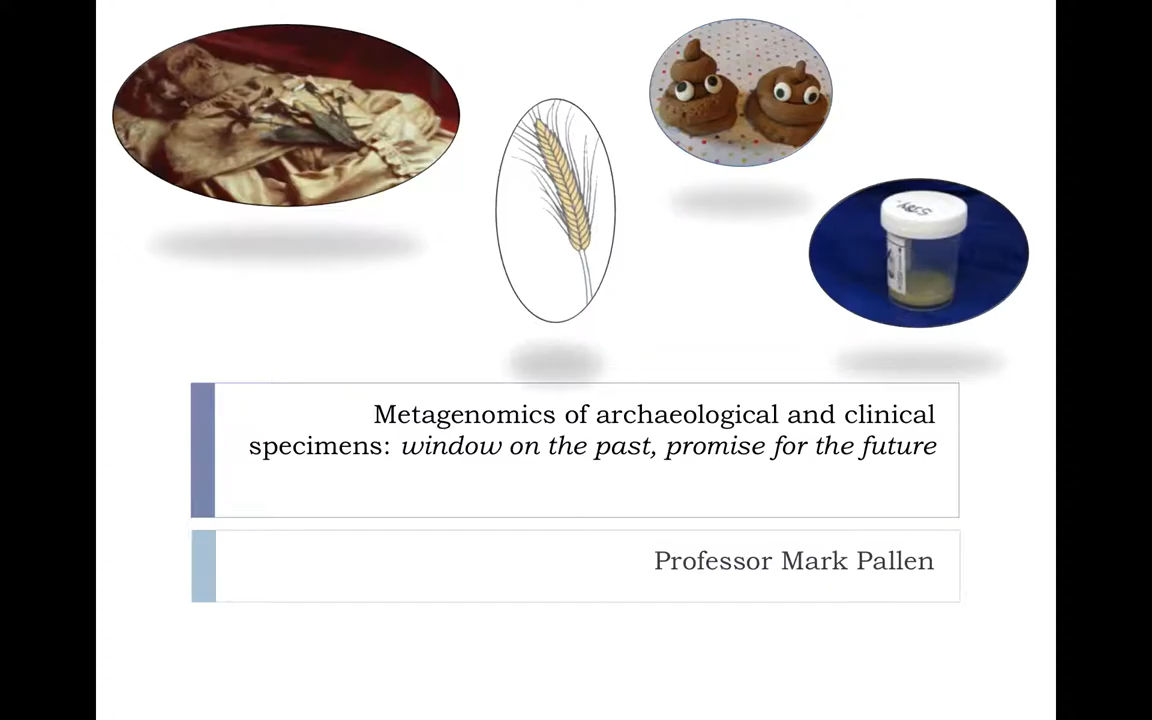 Metagenomics of archaeological and clinical
specimens: window on the past, promise for the future
Professor Mark Pallen